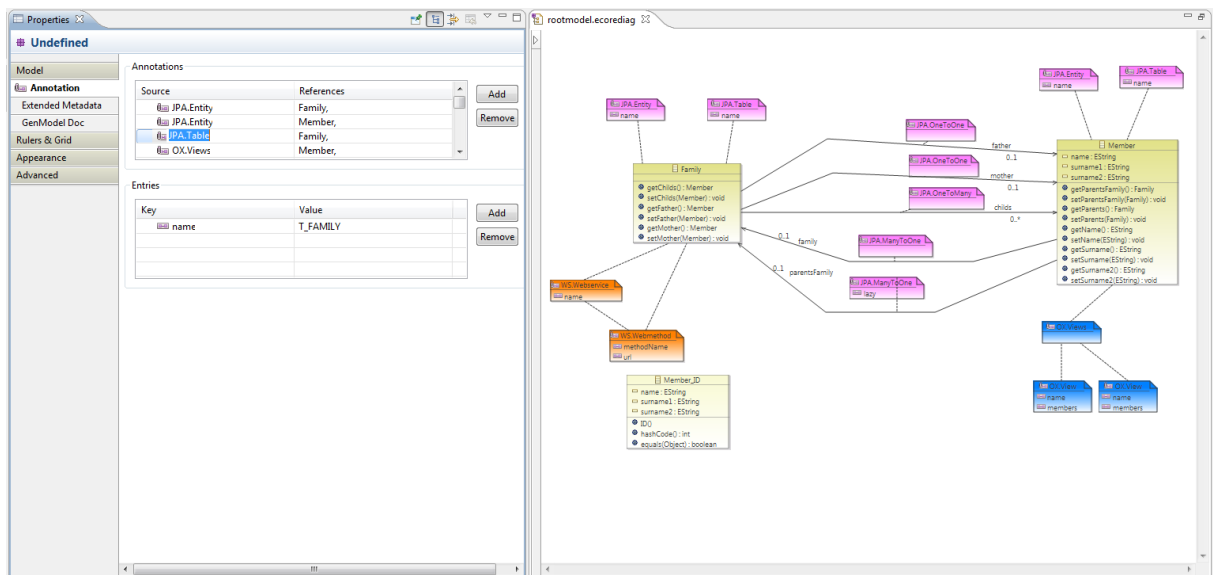 Properties
Undefined
Model
Annotation
Extended Metadata
GenModel Doc
Rulers & Grid
Appearance
Advanced
Annotations
Source References
JPA.Entity Family,
JPA.Entity Member,
JPA.Table Family,
OX.Views Member,
Add
Remove
Entries
Key Value
name T_FAMILY
Add
Remove
rootmodel.ecorediag
JPA.Entity
name
JPA.Table
name
JPA.Entity
name
JPA.Table
name
JPA.OneToOne
father
0..1
JPA.OneToOne
mother
0..1
JPA.OneToMany
childs
0..*
Family
getChilds() : Member
setChilds(Member) : void
getFather() : Member
setFather(Member) : void
getMother() : Member
setMother(Member) : void
Member
name : EString
surname1 : EString
surname2 : EString
getParentsFamily() : Family
setParentsFamily(Family) : void
getParents() : Family
setParents(Family) : void
getName() : EString
setName(EString) : void
getSurname() : EString
setSurname(EString) : void
getSurname2() : EString
setSurname2(EString) : void
0..1 family
JPA.ManyToOne
0..1 parentsFamily
JPA.ManyToOne
lazy
WS.Webservice
name
WS.Webmethod
methodName
url
Member_ID
name : EString
surname1 : EString
surname2 : EString
ID()
hashCode() : int
equals(Object) : boolean
OX.Views
OX.View
name
members
OX.View
name
members